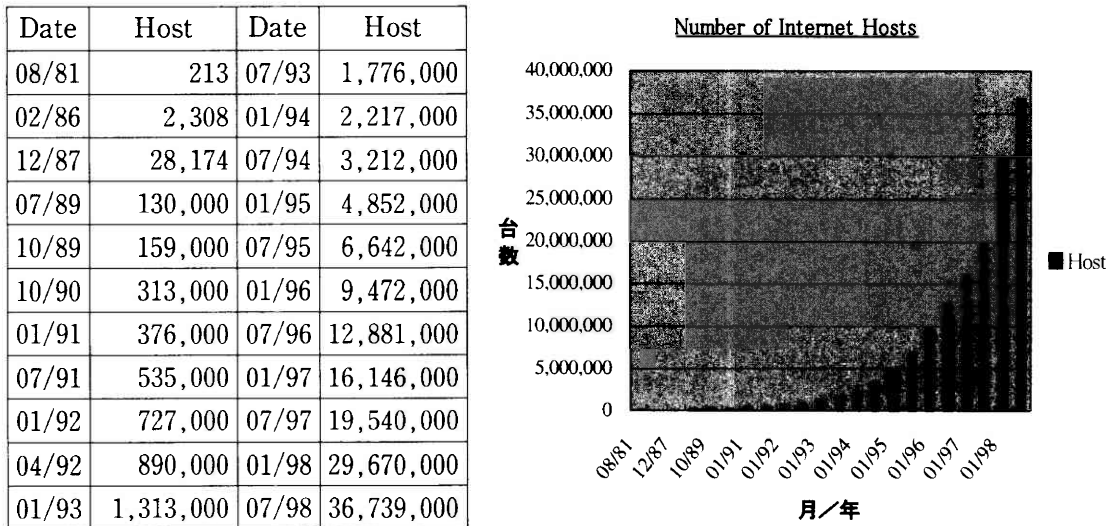 Date Host Date Host
08/81 213 07/93 1,776,000
02/86 2,308 01/94 2,217,000
12/87 28,174 07/94 3,212,000
07/89 130,000 01/95 4,852,000
10/89 159,000 07/95 6,642,000
10/90 313,000 01/96 9,472,000
01/91 376,000 07/96 12,881,000
07/91 535,000 01/97 16,146,000
01/92 727,000 07/97 19,540,000
04/92 890,000 01/98 29,670,000
01/93 1,313,000 07/98 36,739,000
Number of Internet Hosts
40,000,000
35,000,000
30,000,000
25,000,000
20,000,000
15,000,000
10,000,000
5,000,000
0
台数
Host
08/81 12/87 10/89 01/91 01/92 01/93 01/94 01/95 01/96 01/97 01/98
月/年